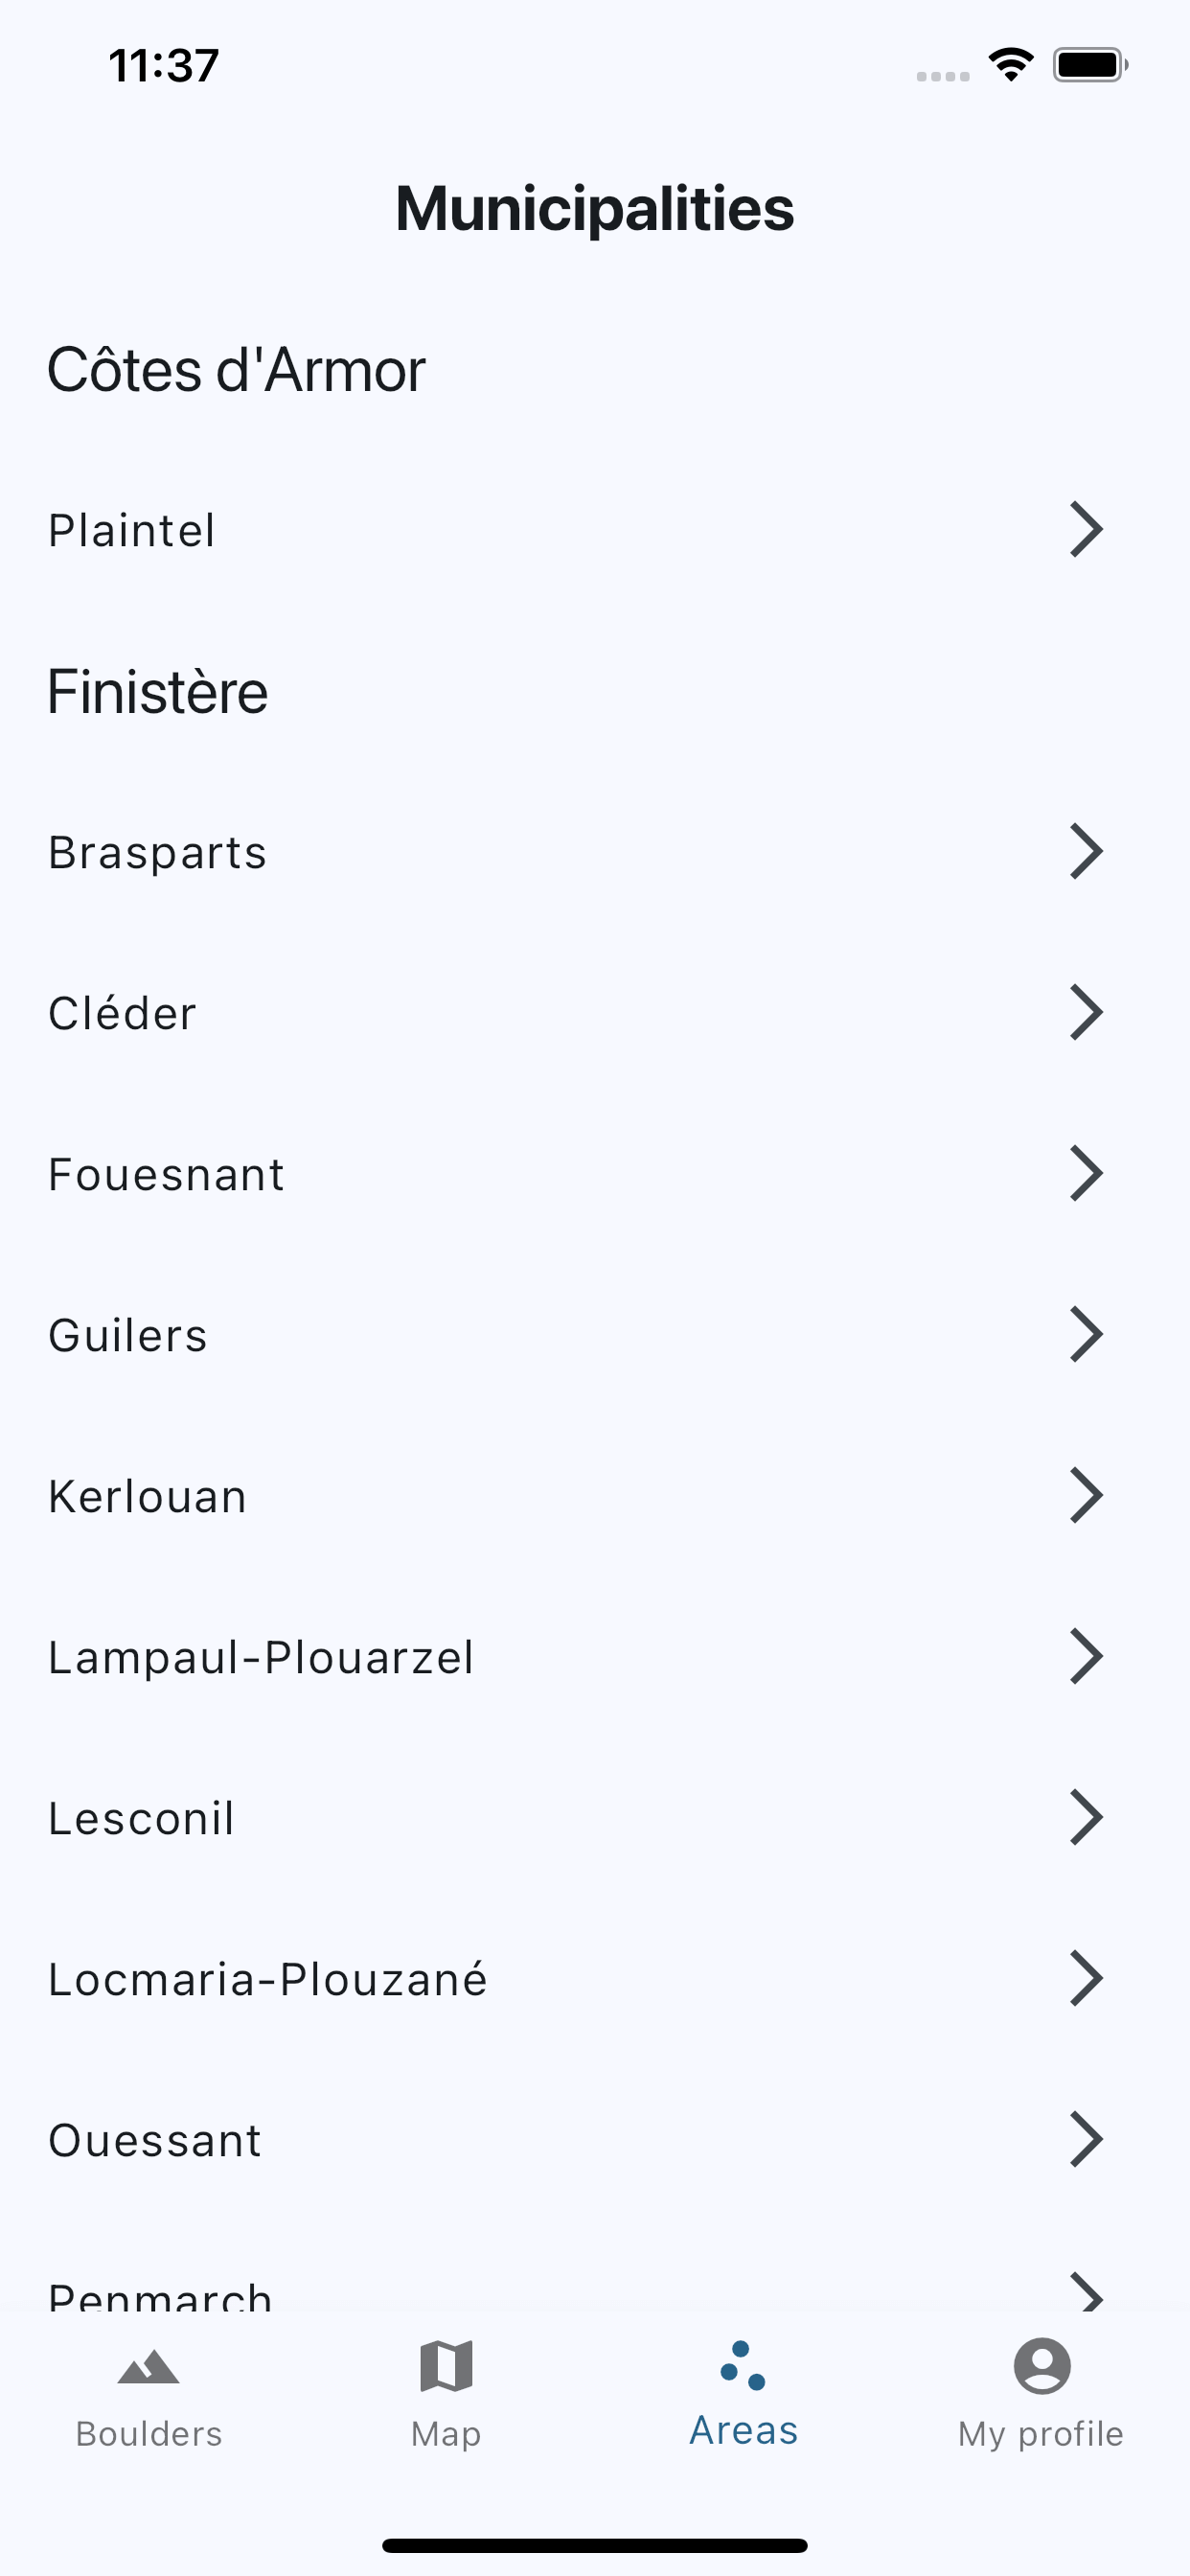 11:37
Municipalities
Côtes d'Armor
Plaintel
Finistère
Brasparts
Cléder
Fouesnant
Guilers
Kerlouan
Lampaul-Plouarzel
Lesconil
Locmaria-Plouzané
Ouessant
Penmarch
Boulders
Map
Areas
My profile